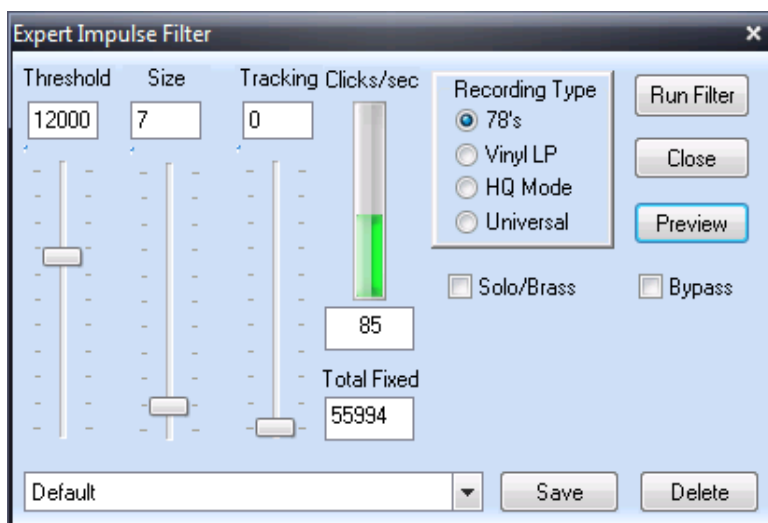 Expert Impulse Filter
Threshold Size Tracking Clicks/sec
12000 7 0
Recording Type
78's
Vinyl LP
HQ Mode
Universal
Run Filter
Close
Preview
Solo/Brass
Bypass
85
Total Fixed
55994
Default
Save
Delete